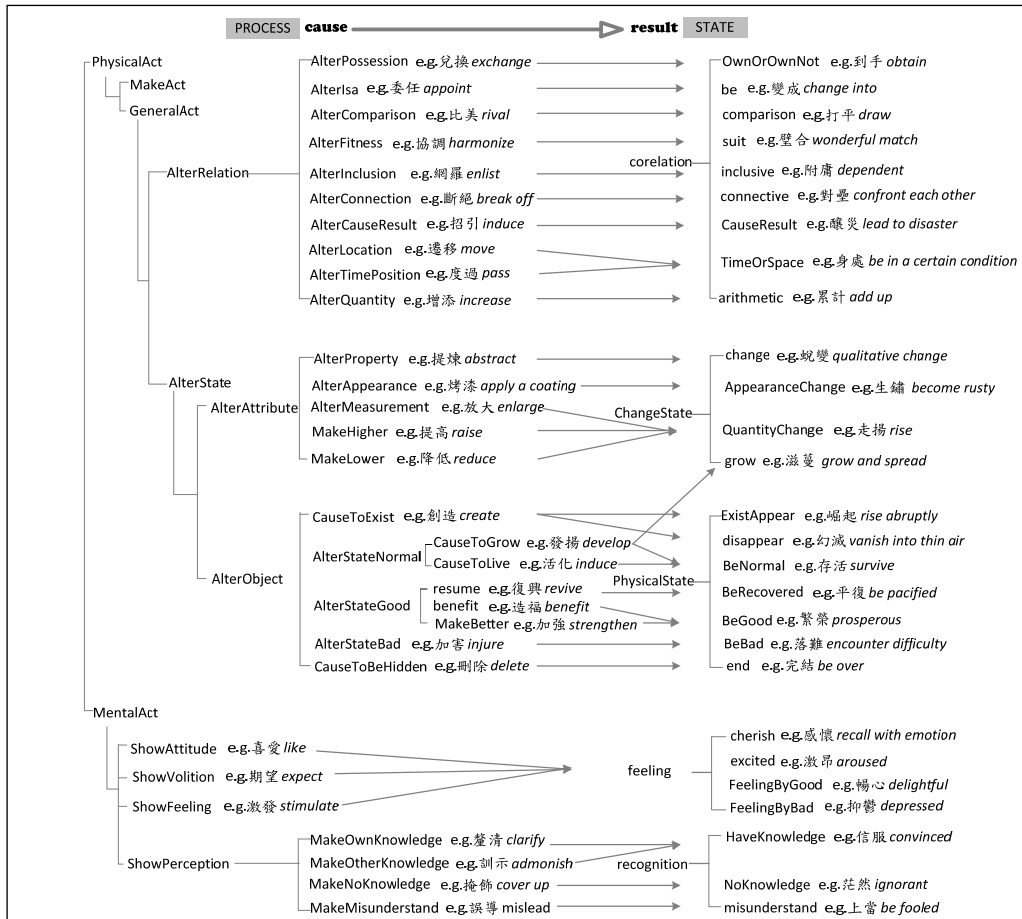 PROCESS cause result STATE
PhysicalAct
MakeAct
GeneralAct
AlterRelation
AlterPossession e.g.兌換 exchange
AlterIsa e.g.委任 appoint
AlterComparison e.g.比美 rival
AlterFitness e.g.協調 harmonize
AlterInclusion e.g.網羅 enlist
AlterConnection e.g.斷絕 break off
AlterCauseResult e.g.招引 induce
AlterLocation e.g.遷移 move
AlterTimePosition e.g.度過 pass
AlterQuantity e.g.增添 increase
corelation
OwnOrOwnNot e.g.到手 obtain
be e.g.變成 change into
comparison e.g.打平 draw
suit e.g.壁合 wonderful match
inclusive e.g.附庸 dependent
connective e.g.對壘 confront each other
CauseResult e.g.釀災 lead to disaster
TimeOrSpace e.g.身處 be in a certain condition
arithmetic e.g.累計 add up
AlterState
AlterAttribute
AlterProperty e.g.提煉 abstract
AlterAppearance e.g.烤漆 apply a coating
AlterMeasurement e.g.放大 enlarge
MakeHigher e.g.提高 raise
MakeLower e.g.降低 reduce
ChangeState
change e.g.蛻變 qualitative change
AppearanceChange e.g.生鏽 become rusty
QuantityChange e.g.走揚 rise
grow e.g.滋蔓 grow and spread
AlterObject
CauseToExist e.g.創造 create
AlterStateNormal
CauseToGrow e.g.發揚 develop
CauseToLive e.g.活化 induce
AlterStateGood
resume e.g.復興 revive
benefit e.g.造福 benefit
MakeBetter e.g.加強 strengthen
AlterStateBad e.g.加害 injure
CauseToBeHidden e.g.刪除 delete
PhysicalState
ExistAppear e.g.崛起 rise abruptly
disappear e.g.幻滅 vanish into thin air
BeNormal e.g.存活 survive
BeRecovered e.g.平復 be pacified
BeGood e.g.繁榮 prosperous
BeBad e.g.落難 encounter difficulty
end e.g.完結 be over
MentalAct
ShowAttitude e.g.喜愛 like
ShowVolition e.g.期望 expect
ShowFeeling e.g.激發 stimulate
feeling
cherish e.g.感懷 recall with emotion
excited e.g.激昂 aroused
FeelingByGood e.g.暢心 delightful
FeelingByBad e.g.抑鬱 depressed
ShowPerception
MakeOwnKnowledge e.g.釐清 clarify
MakeOtherKnowledge e.g.訓示 admonish
MakeNoKnowledge e.g.掩飾 cover up
MakeMisunderstand e.g.誤導 mislead
recognition
HaveKnowledge e.g.信服 convinced
NoKnowledge e.g.茫然 ignorant
misunderstand e.g.上當 be fooled